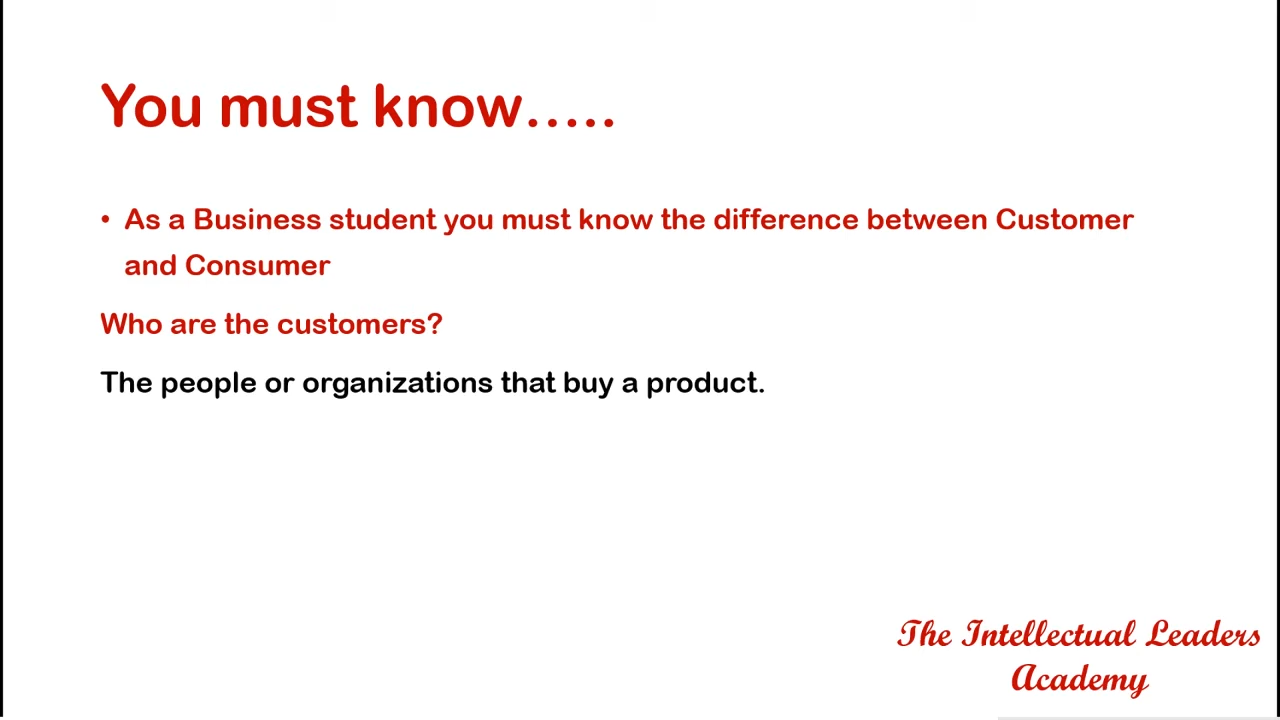 You must know.....
• As a Business student you must know the difference between Customer
and Consumer
Who are the customers?
The people or organizations that buy a product.
The Intellectual Leaders
Academy